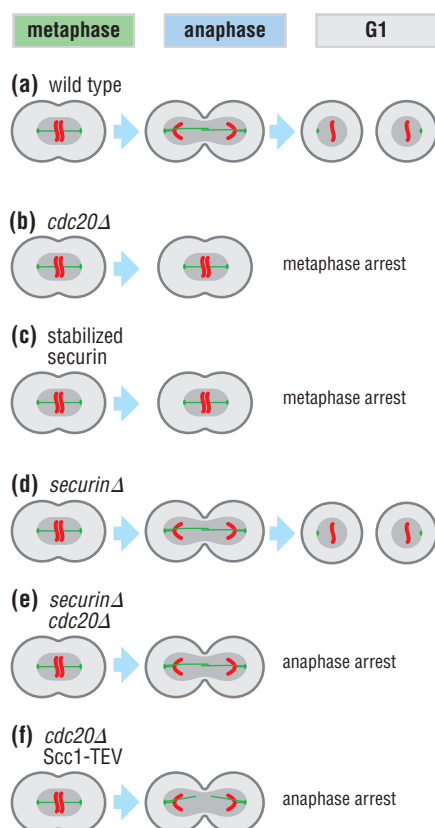 metaphase anaphase G1
(a) wild type
(b) cdc20Δ
metaphase arrest
(c) stabilized
securin
metaphase arrest
(d) securinΔ
(e) securinΔ
cdc20Δ
anaphase arrest
(f) cdc20Δ
Scc1-TEV
anaphase arrest